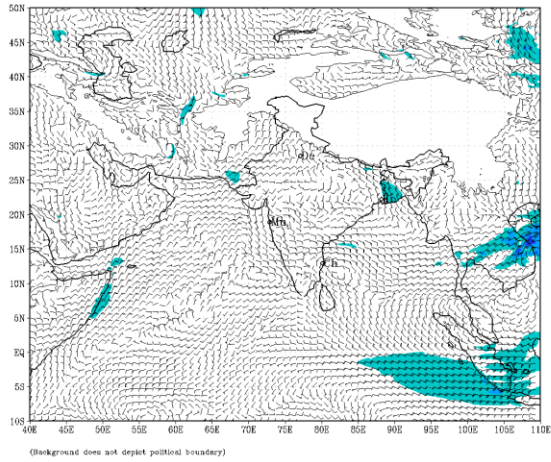 50N
45N
40N
35N
30N
25N
20N
15N
10N
5N
EQ
5S
10S
40E 45E 50E 55E 60E 65E 70E 75E 80E 85E 90E 95E 100E 105E 110E
(Background does not depict political boundary)